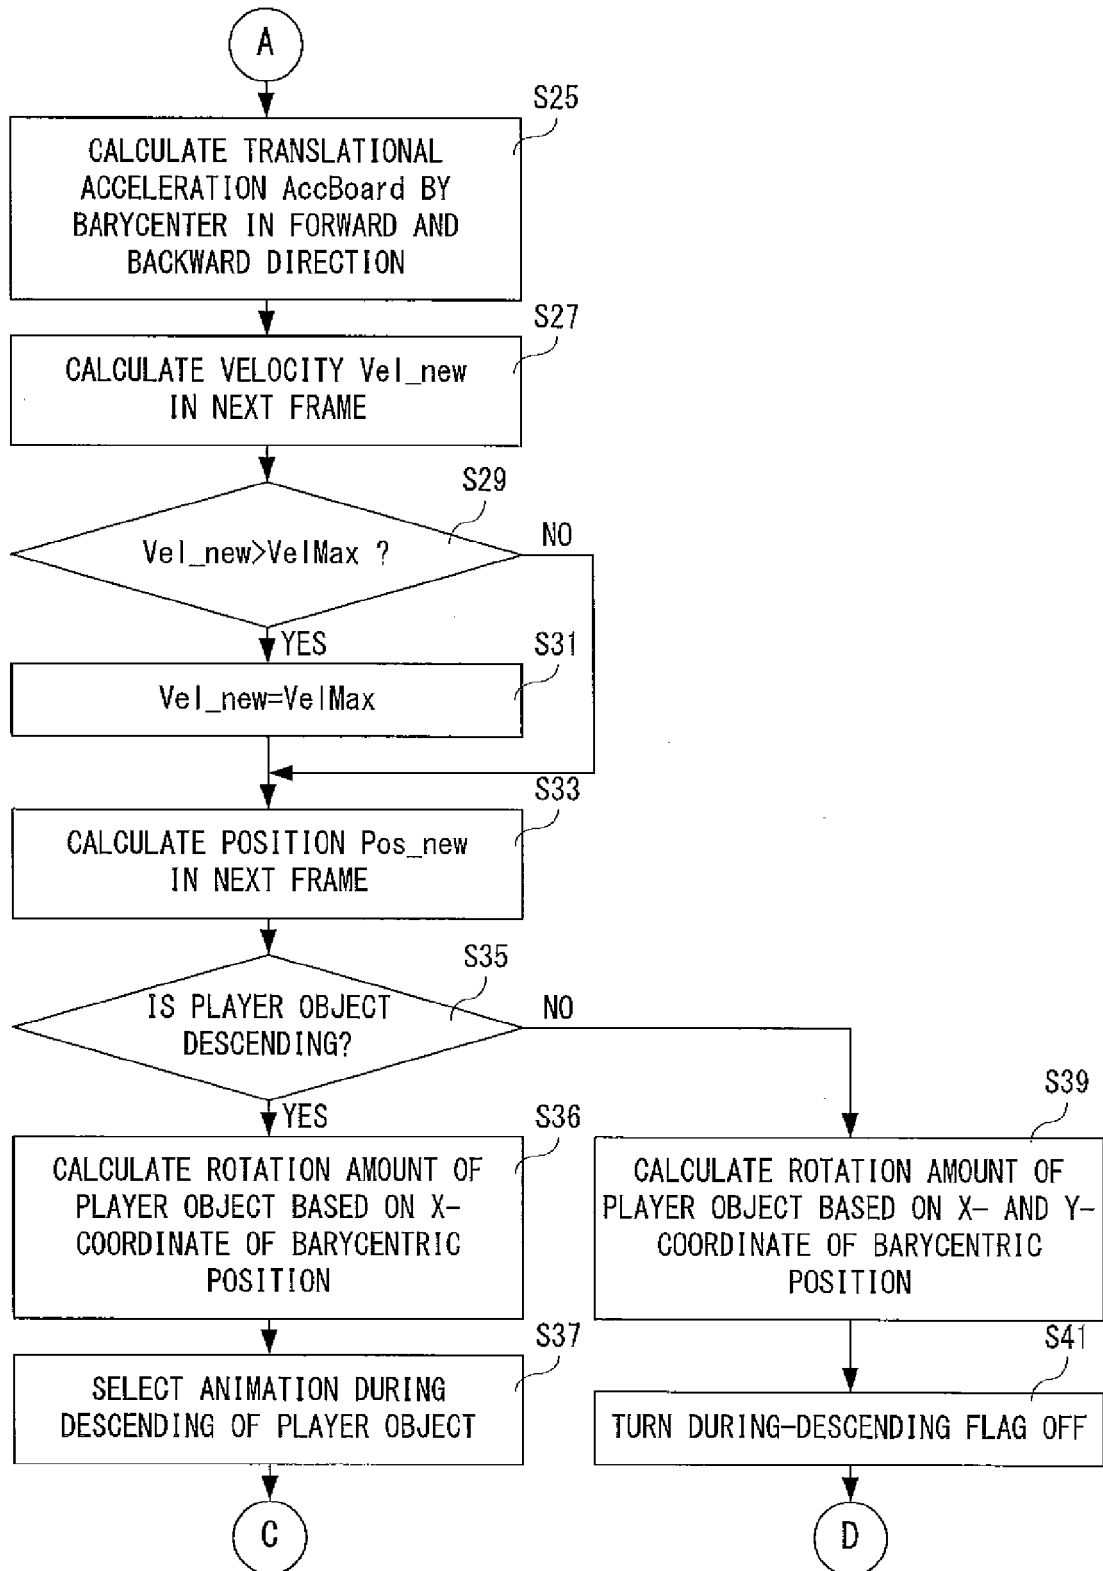 A
S25
CALCULATE TRANSLATIONAL
ACCELERATION AccBoard BY
BARYCENTER IN FORWARD AND
BACKWARD DIRECTION
S27
CALCULATE VELOCITY Vel_new
IN NEXT FRAME
S29
Vel_new>VelMax ?
NO
YES
S31
Vel_new=VelMax
S33
CALCULATE POSITION Pos_new
IN NEXT FRAME
S35
IS PLAYER OBJECT
DESCENDING?
NO
YES
S36
CALCULATE ROTATION AMOUNT OF
PLAYER OBJECT BASED ON X-
COORDINATE OF BARYCENTRIC
POSITION
S39
CALCULATE ROTATION AMOUNT OF
PLAYER OBJECT BASED ON X- AND Y-
COORDINATE OF BARYCENTRIC
POSITION
S37
SELECT ANIMATION DURING
DESCENDING OF PLAYER OBJECT
S41
TURN DURING-DESCENDING FLAG OFF
C
D